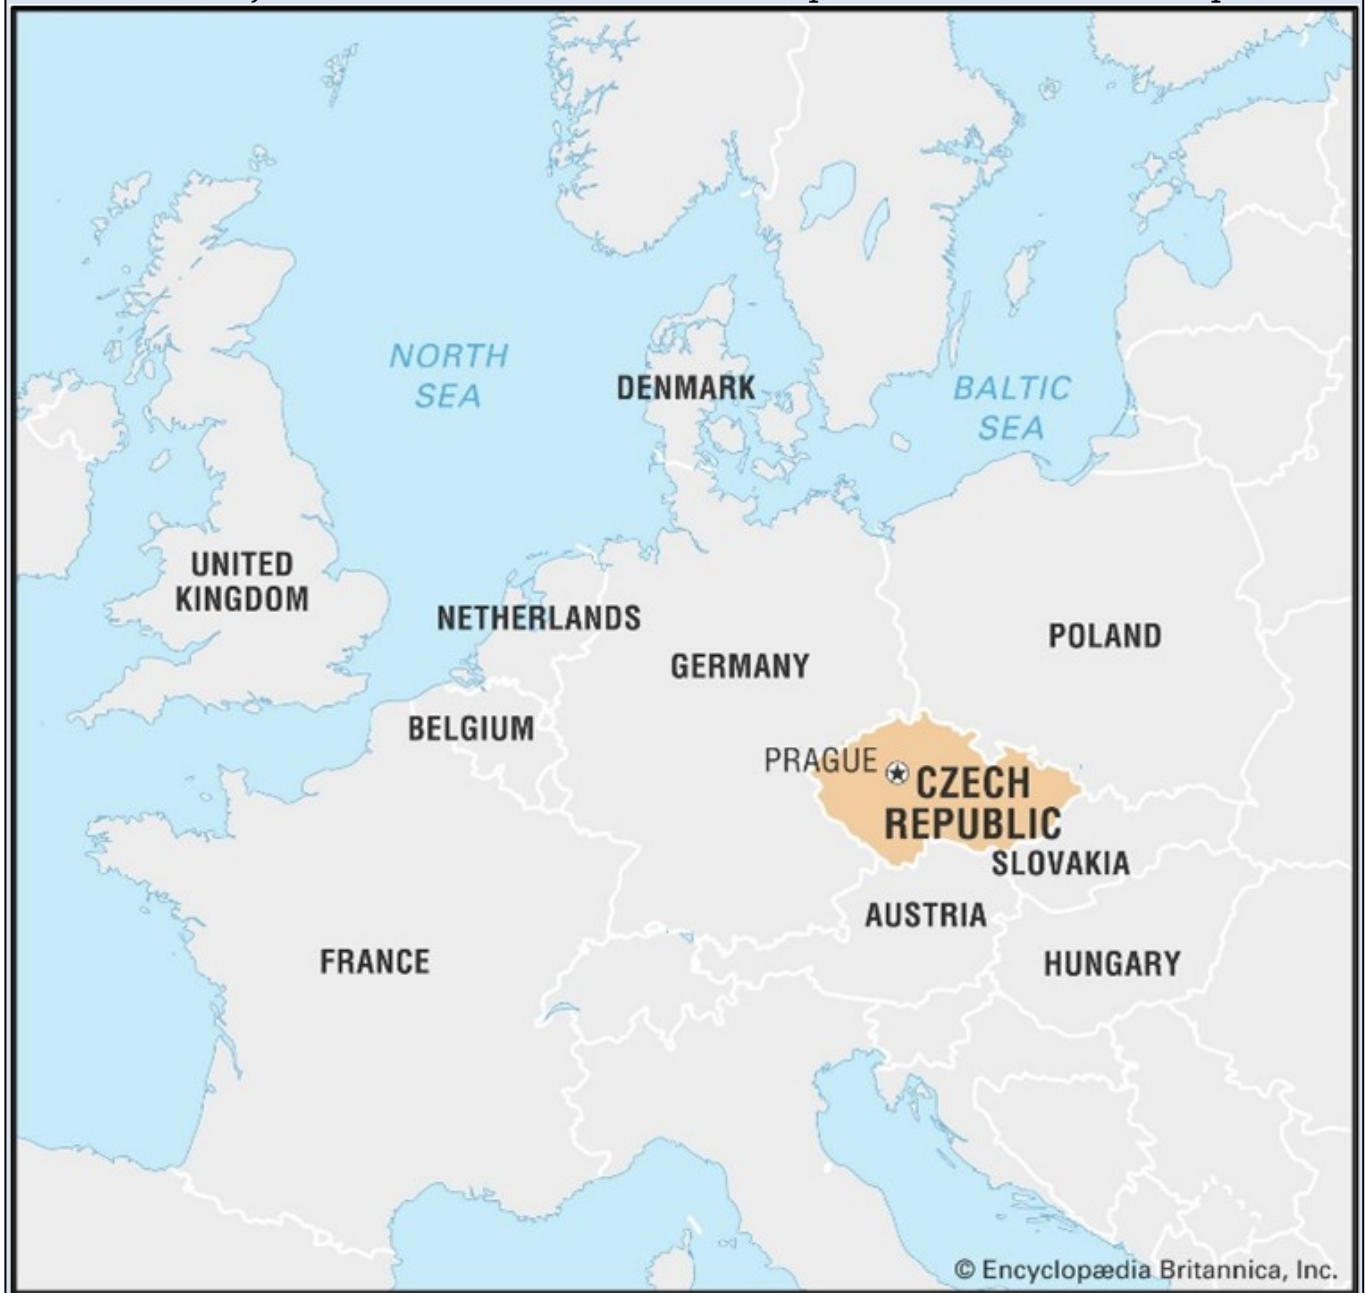 NORTH
SEA
DENMARK
BALTIC
SEA
UNITED
KINGDOM
NETHERLANDS
POLAND
GERMANY
BELGIUM
PRAGUE
CZECH
REPUBLIC
SLOVAKIA
AUSTRIA
FRANCE
HUNGARY
© Encyclopædia Britannica, Inc.